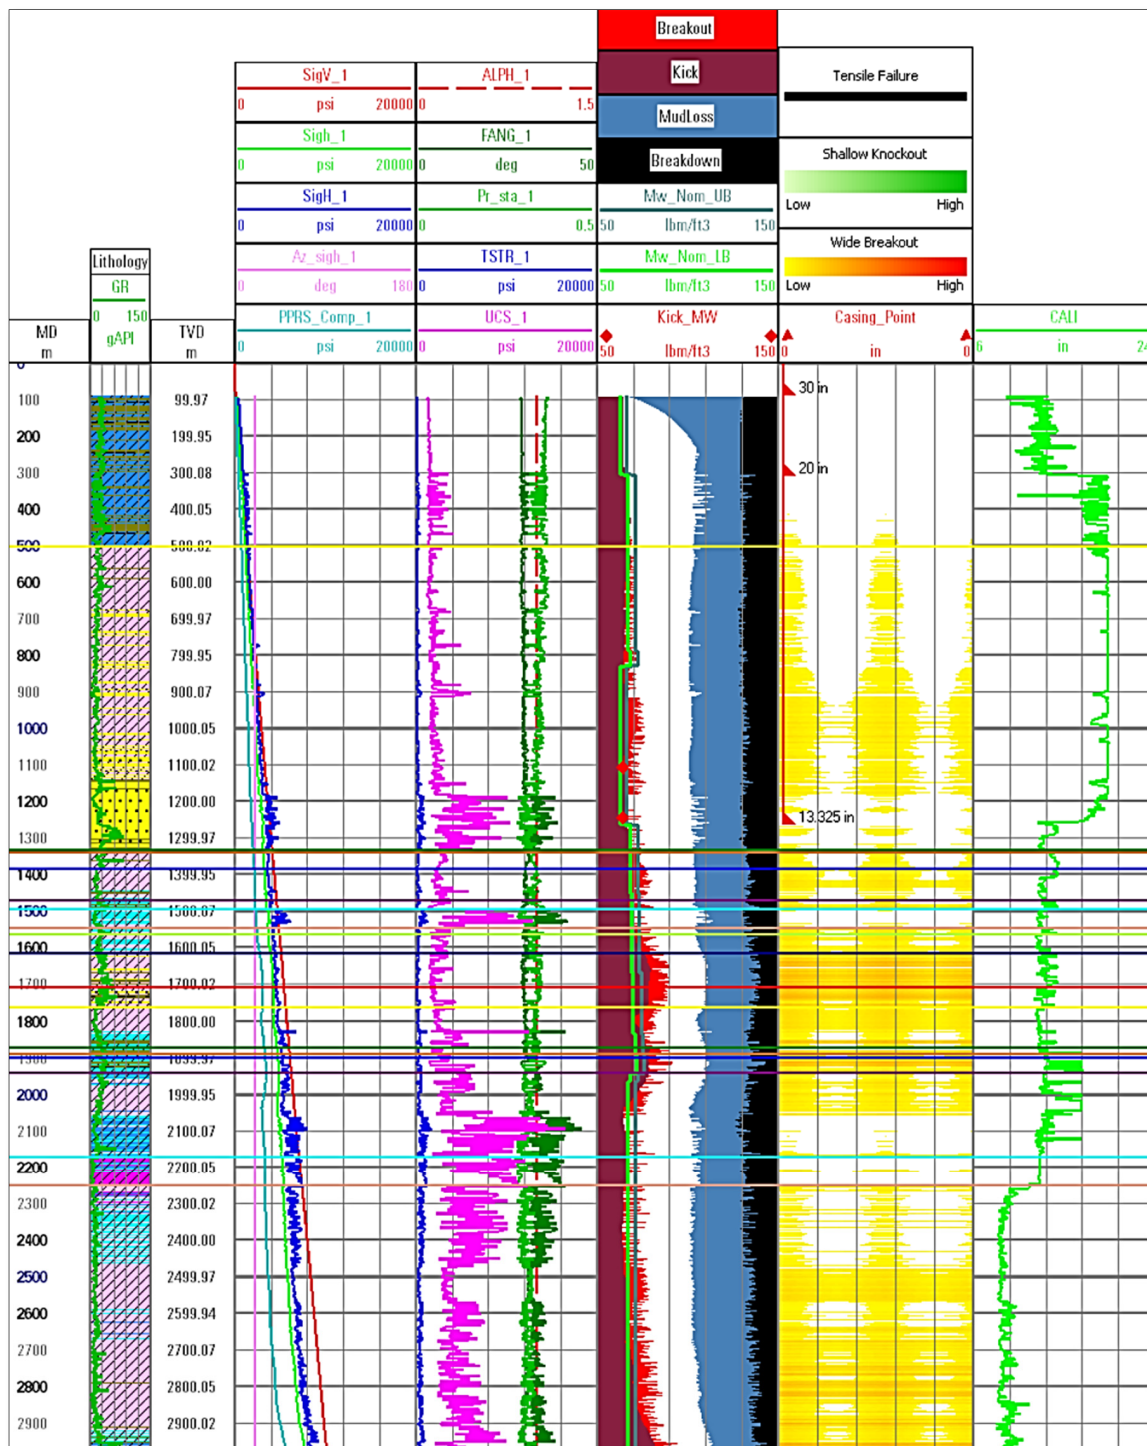 Breakout
Kick
MudLoss
Breakdown
SigV_1
0 psi 20000
ALPH_1
0 1.5
Tensile Failure
Sigh_1
0 psi 20000
FANG_1
0 deg 50
Shallow Knockout
Low High
SigH_1
0 psi 20000
Pr_sta_1
0 0.5
Mw_Nom_UB
50 lbm/ft3 150
Wide Breakout
Low High
Az_sigh_1
0 deg 180
TSTR_1
0 psi 20000
Mw_Nom_LB
50 lbm/ft3 150
Lithology
GR
0 150
gAPI
MD
m
TVD
m
PPRS_Comp_1
0 psi 20000
UCS_1
0 psi 20000
Kick_MW
50 lbm/ft3 150
Casing_Point
0 in 0
CALI
6 in 24
0
100 99.97 30 in
200 199.95
300 300.08 20 in
400 400.05
500
600 600.00
700 699.97
800 799.95
900 900.07
1000 1000.05
1100 1100.02
1200 1200.00
13.325 in
1300 1299.97
1400 1399.95
1500
1600 1600.05
1700 1700.02
1800 1800.00
1900
2000 1999.95
2100 2100.07
2200 2200.05
2300 2300.02
2400 2400.00
2500 2499.97
2600 2599.94
2700 2700.07
2800 2800.05
2900 2900.02